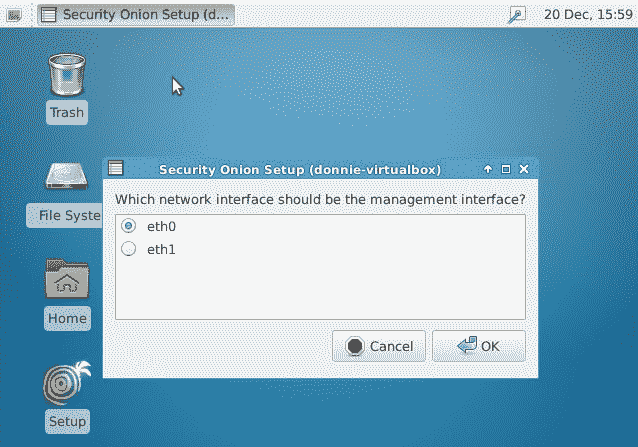 Security Onion Setup (d...
20 Dec, 15:59
Trash
Security Onion Setup (donnie-virtualbox)
Which network interface should be the management interface?
File Syste
eth0
eth1
Home
Cancel
OK
Setup